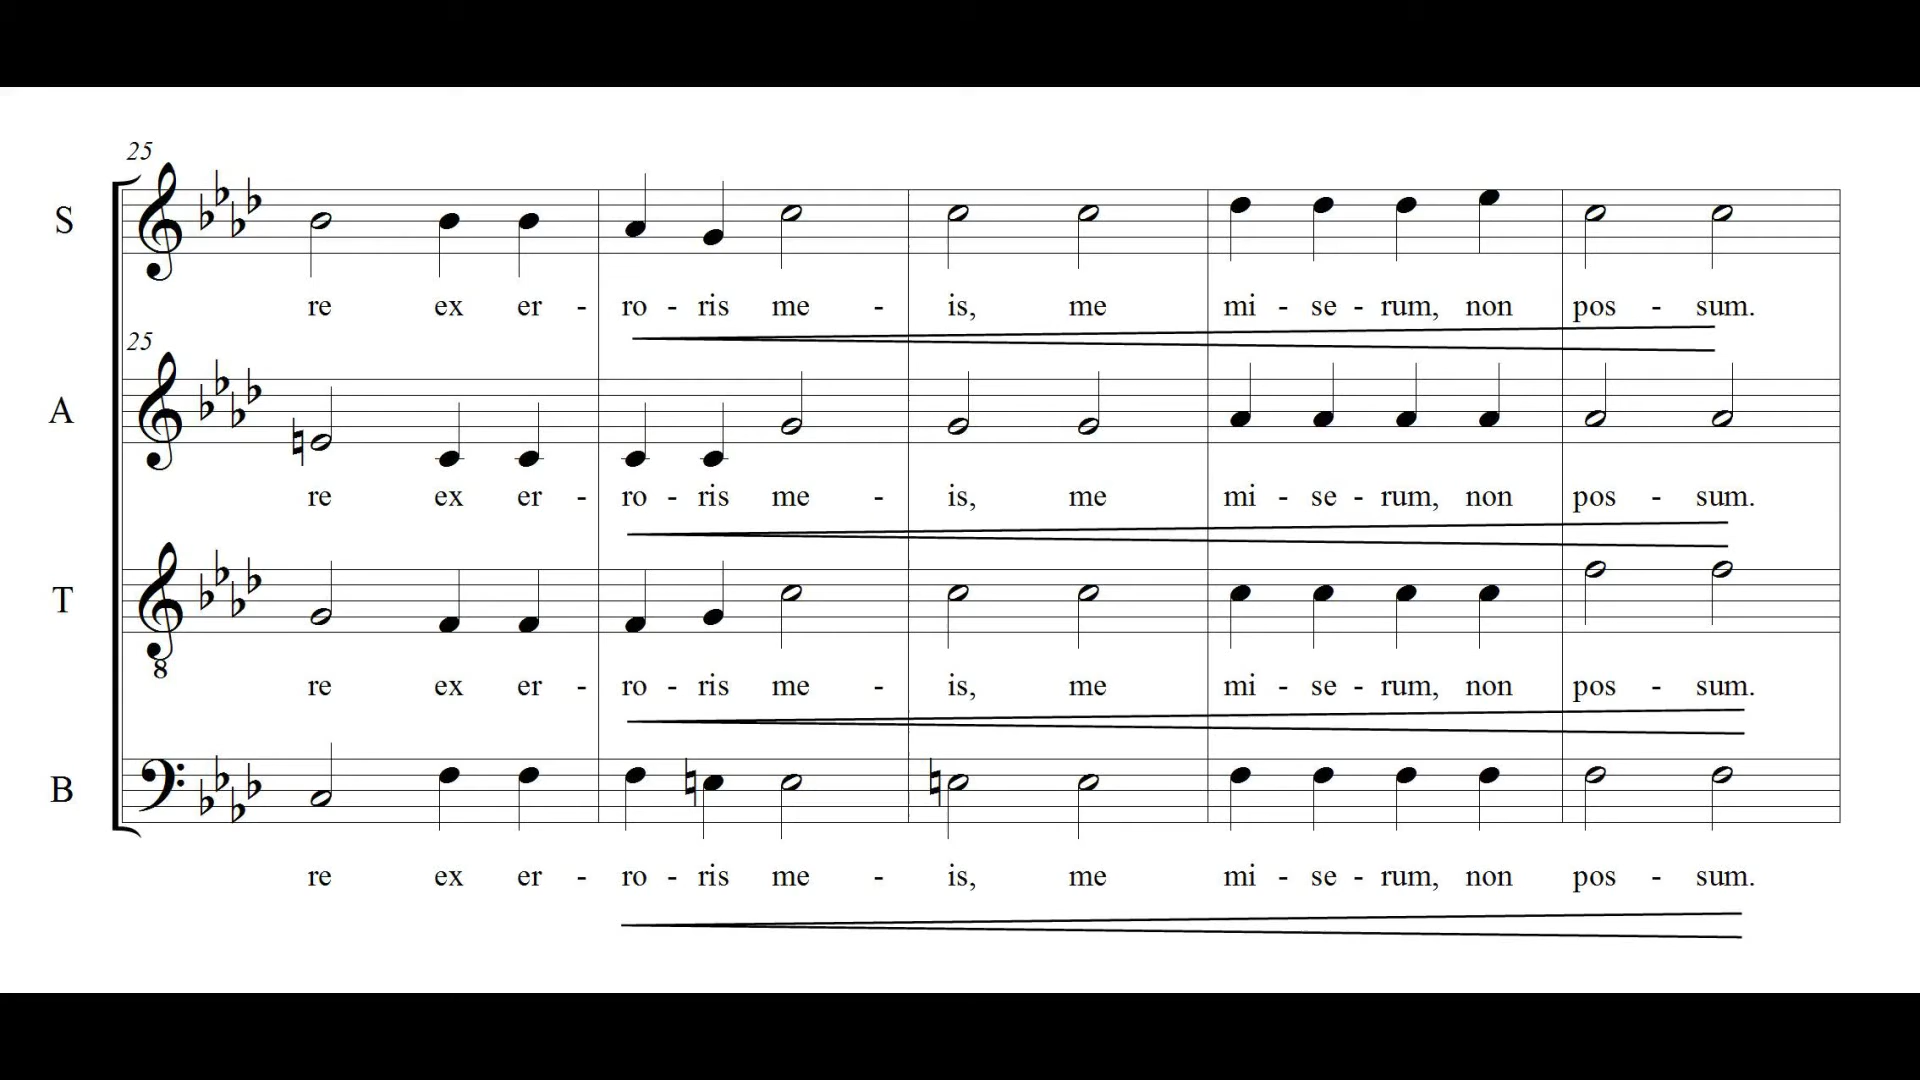 25
S
re ex er - ro - ris me - is, me mi - se - rum, non pos - sum.
25
A
re ex er - ro - ris me - is, me mi - se - rum, non pos - sum.
T
8
re ex er - ro - ris me - is, me mi - se - rum, non pos - sum.
B
re ex er - ro - ris me - is, me mi - se - rum, non pos - sum.